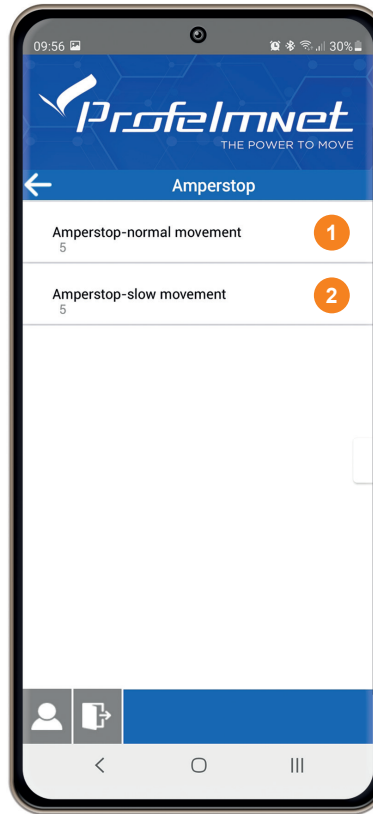 09:56 30%
Profelmnet
THE POWER TO MOVE
Amperstop
Amperstop-normal movement 1
5
Amperstop-slow movement 2
5